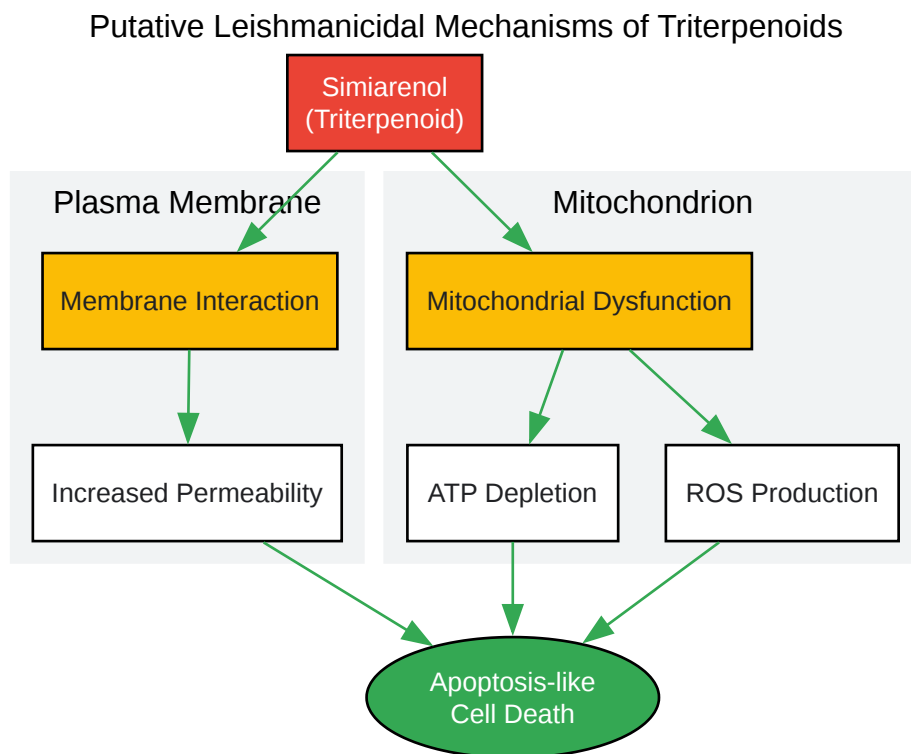 Putative Leishmanicidal Mechanisms of Triterpenoids
Simiarenol
(Triterpenoid)
Plasma Membrane
Mitochondrion
Membrane Interaction
Mitochondrial Dysfunction
Increased Permeability
ATP Depletion
ROS Production
Apoptosis-like
Cell Death